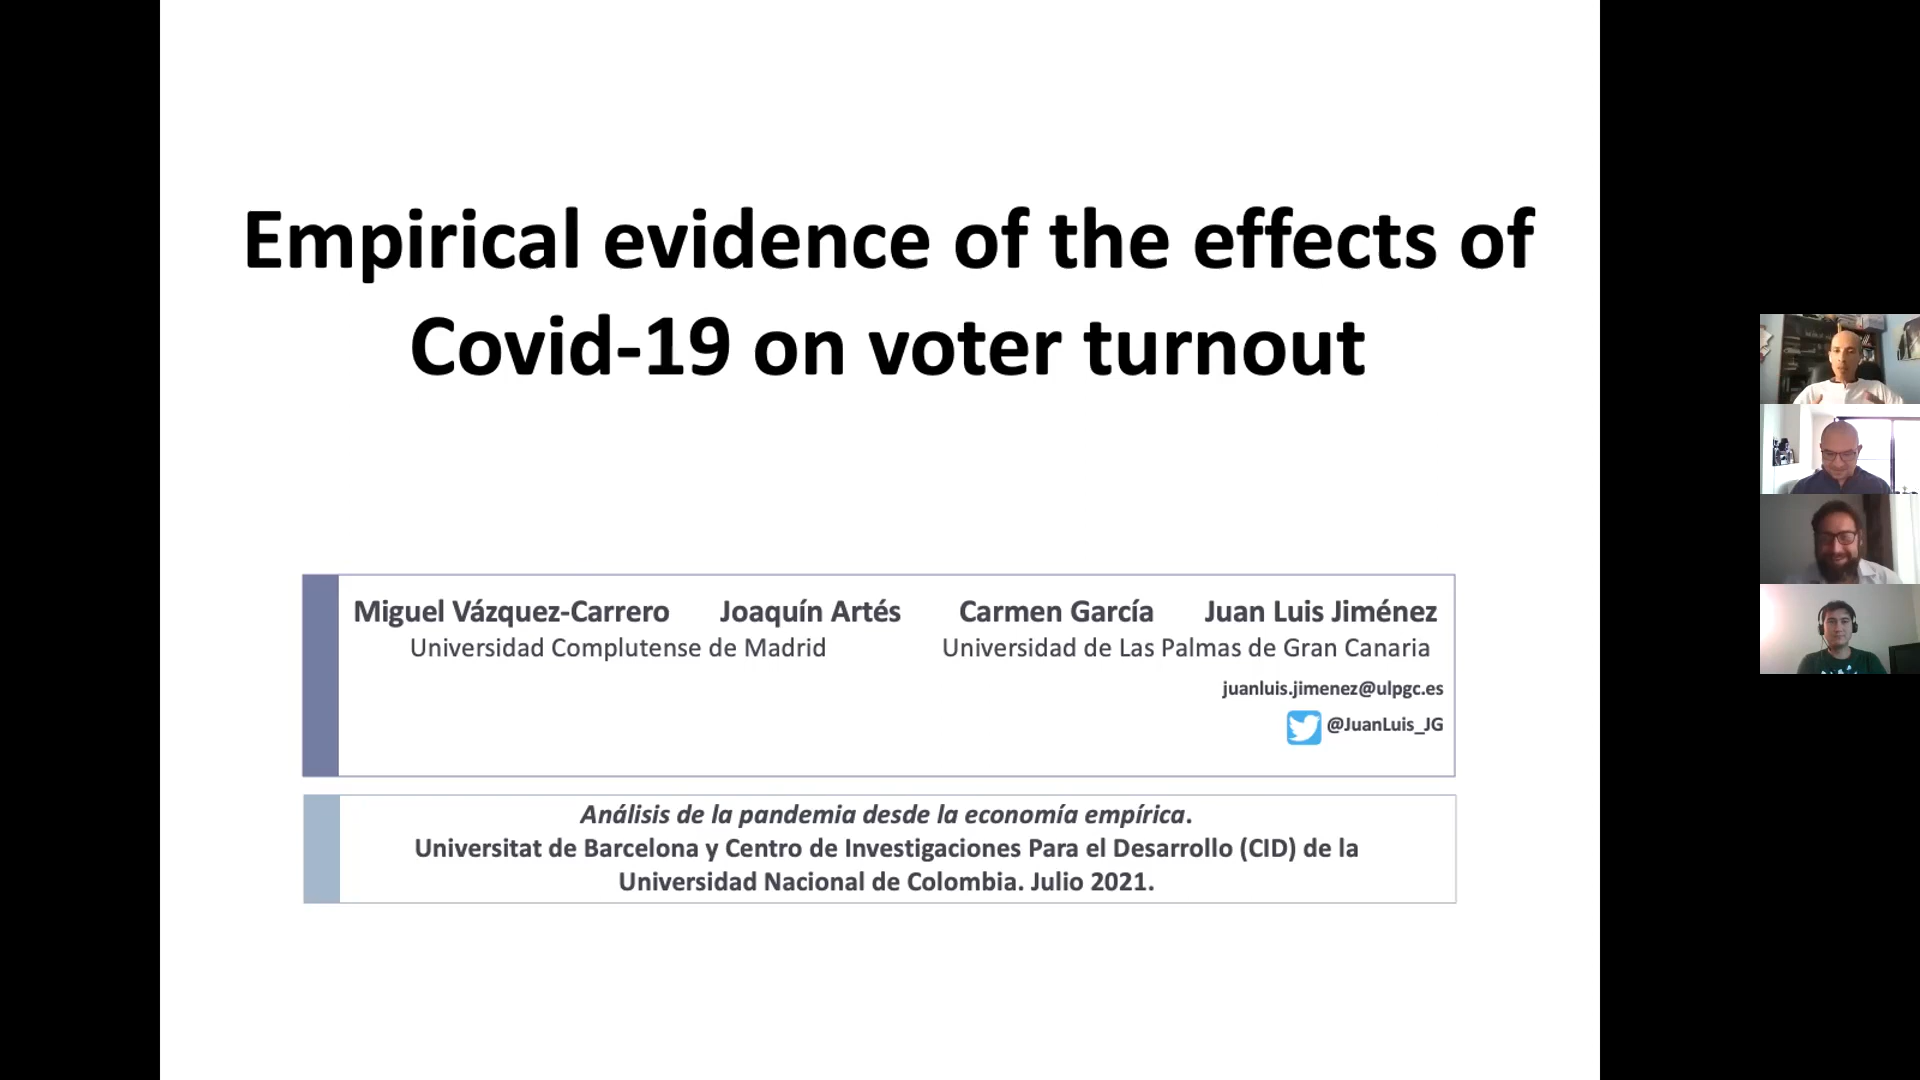 Empirical evidence of the effects of
Covid-19 on voter turnout
Miguel Vázquez-Carrero Joaquín Artés Carmen García Juan Luis Jiménez
Universidad Complutense de Madrid Universidad de Las Palmas de Gran Canaria
juanluis.jimenez@ulpgc.es
@JuanLuis_JG
Análisis de la pandemia desde la economía empírica.
Universitat de Barcelona y Centro de Investigaciones Para el Desarrollo (CID) de la
Universidad Nacional de Colombia. Julio 2021.